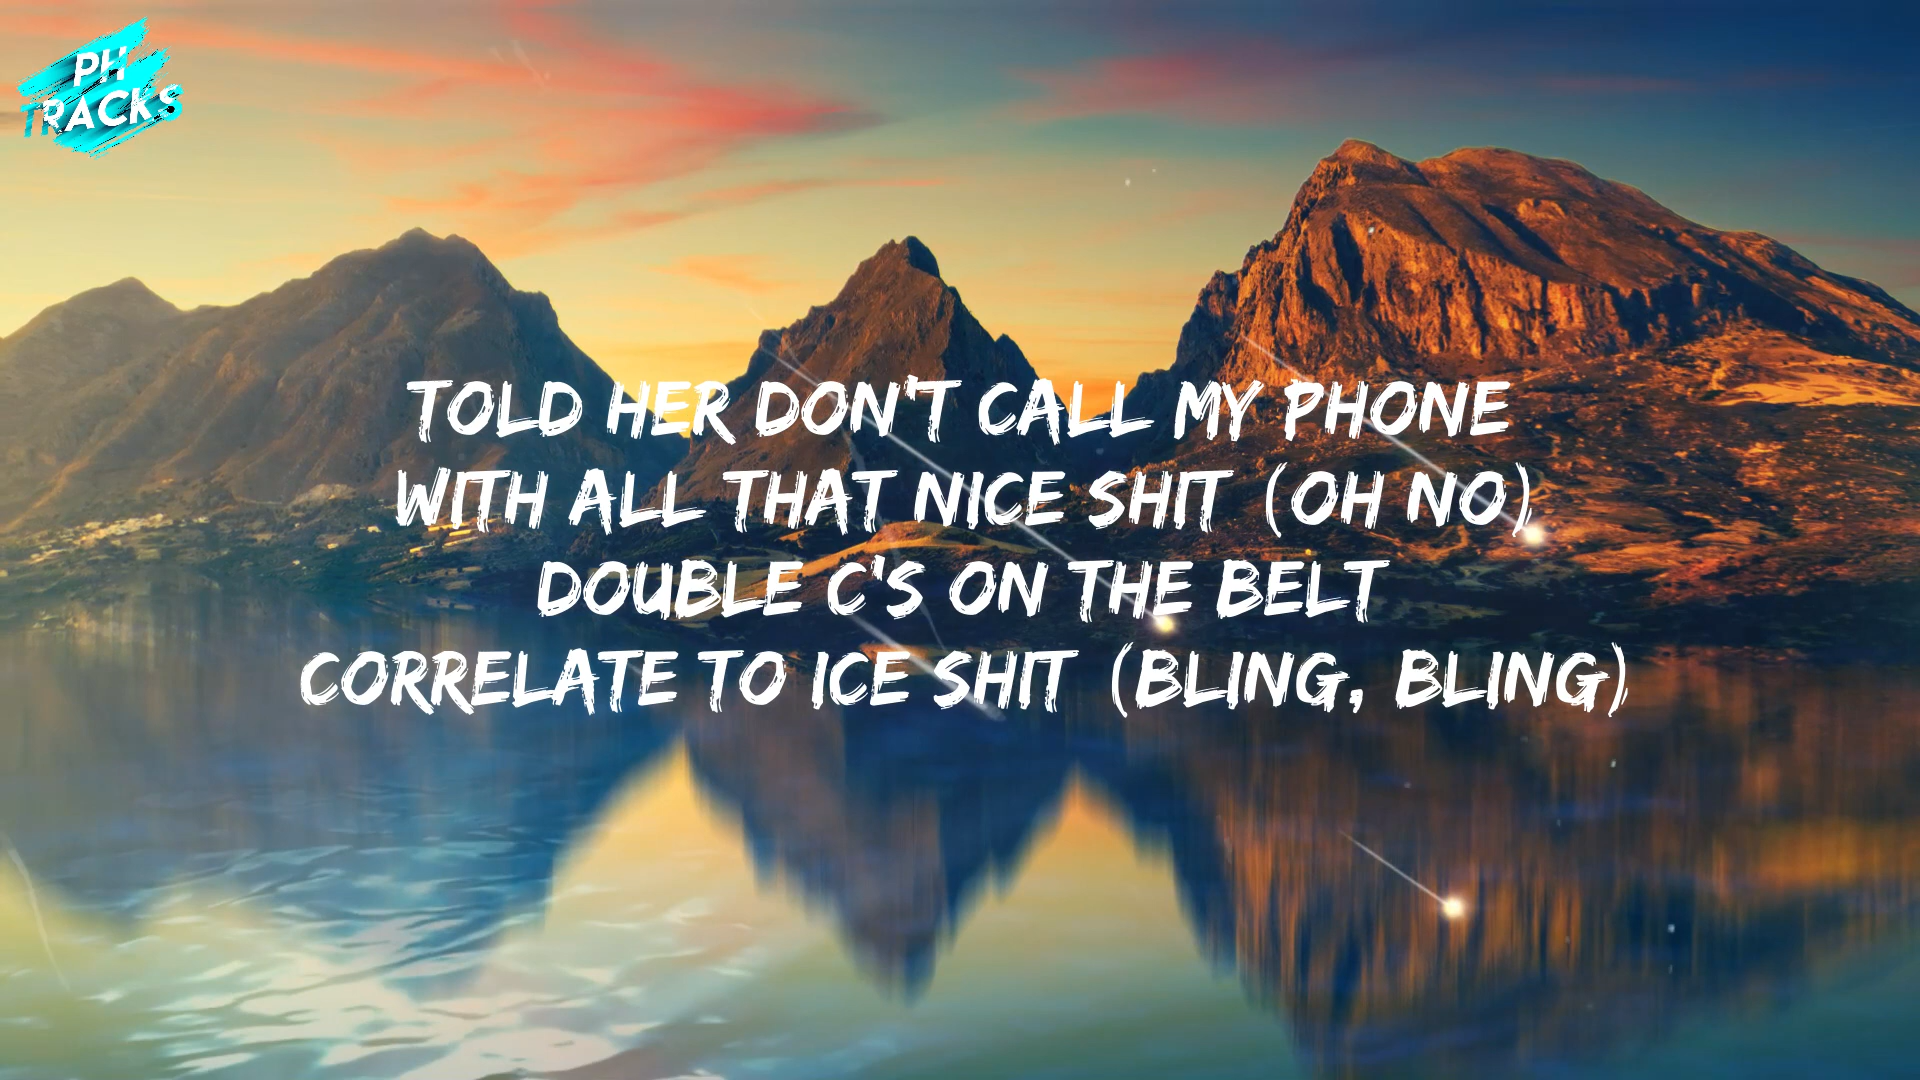 PH
TRACKS
TOLD HER DON'T CALL MY PHONE
WITH ALL THAT NICE SHIT (OH NO)
DOUBLE C'S ON THE BELT
CORRELATE TO ICE SHIT (BLING, BLING)